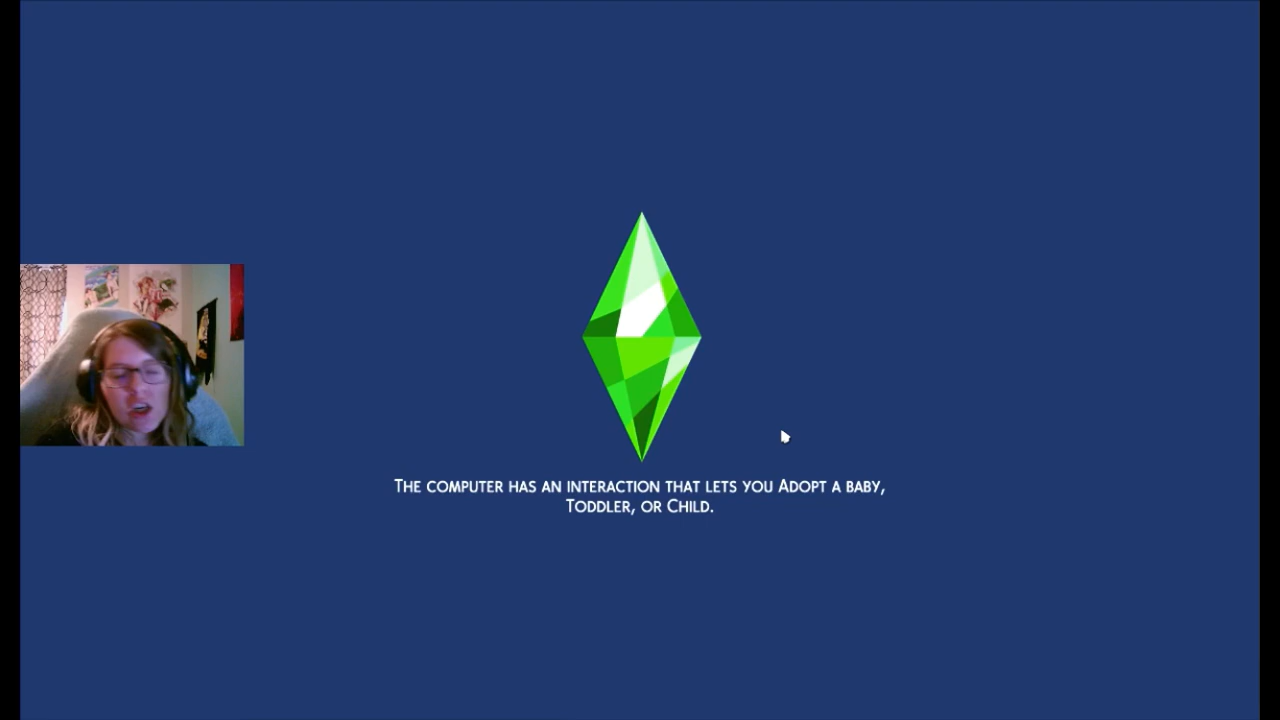 The computer has an interaction that lets you Adopt a baby,
Toddler, or Child.